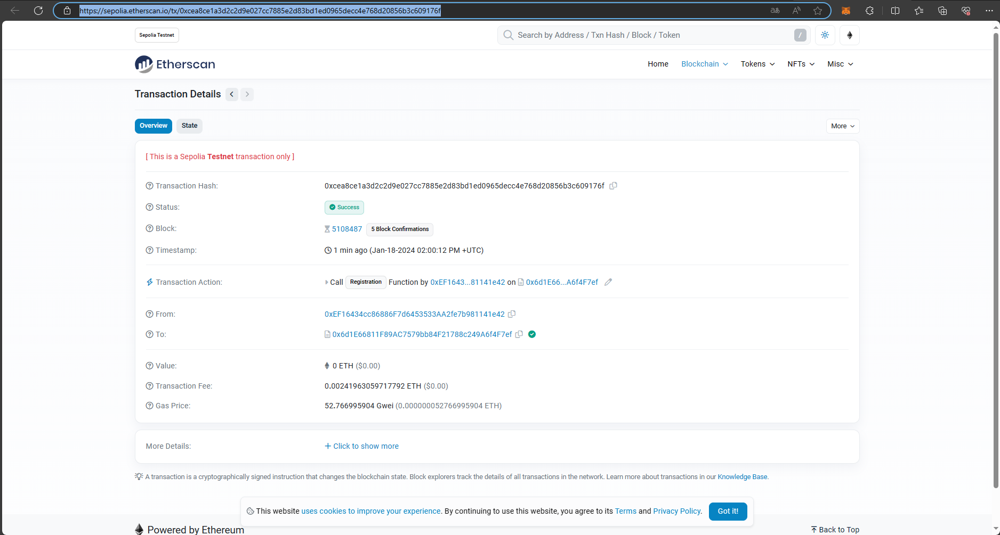 https://sepolia.etherscan.io/tx/0xcea8ce1a3d2c2d9e027cc7885e2d83bd1ed0965decc4e768d20856b3c609176f
Sepolia Testnet
Search by Address / Txn Hash / Block / Token
/
Etherscan
Home Blockchain Tokens NFTs Misc
Transaction Details
Overview State
More
[ This is a Sepolia Testnet transaction only ]
Transaction Hash: 0xcea8ce1a3d2c2d9e027cc7885e2d83bd1ed0965decc4e768d20856b3c609176f
Status: Success
Block: 5108487 5 Block Confirmations
Timestamp: 1 min ago (Jan-18-2024 02:00:12 PM +UTC)
Transaction Action: Call Registration Function by 0xEF1643...81141e42 on 0x6d1E66...A6f4F7ef
From: 0xEF16434cc86886F7d6453533AA2fe7b981141e42
To: 0x6d1E66811F89AC7579bb84F21788c249A6f4F7ef
Value: 0 ETH ($0.00)
Transaction Fee: 0.00241963059717792 ETH ($0.00)
Gas Price: 52.766995904 Gwei (0.000000052766995904 ETH)
More Details: Click to show more
A transaction is a cryptographically signed instruction that changes the blockchain state. Block explorers track the details of all transactions in the network. Learn more about transactions in our Knowledge Base.
This website uses cookies to improve your experience. By continuing to use this website, you agree to its Terms and Privacy Policy. Got it!
Powered by Ethereum
Back to Top